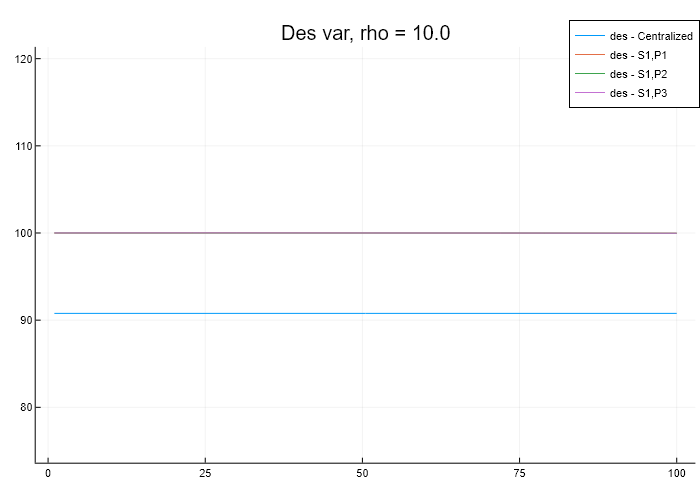 Des var, rho = 10.0
des - Centralized
des - S1,P1
des - S1,P2
des - S1,P3
120
110
100
90
80
0 25 50 75 100